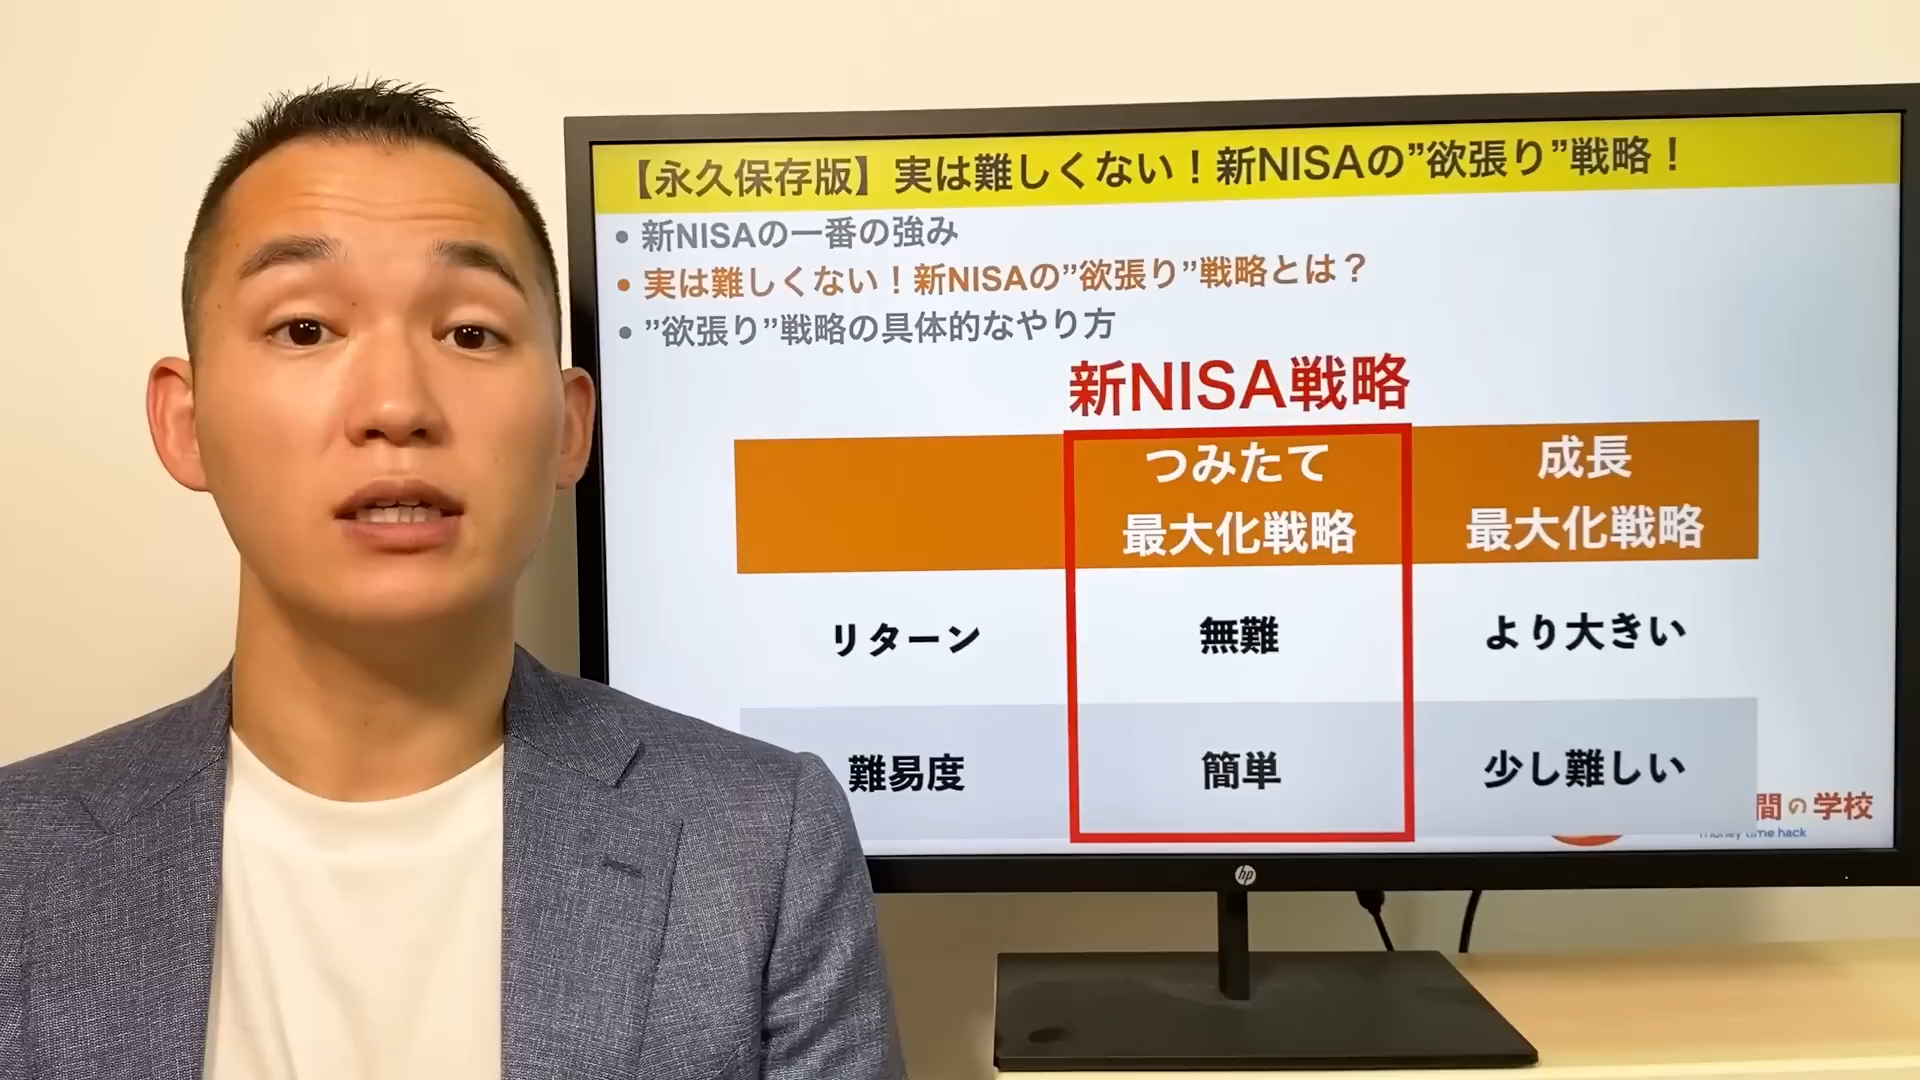 【永久保存版】実は難しくない！新NISAの”欲張り”戦略！
• 新NISAの一番の強み
• 実は難しくない！新NISAの”欲張り”戦略とは？
• ”欲張り”戦略の具体的なやり方
新NISA戦略
つみたて
最大化戦略
成長
最大化戦略
リターン
無難
より大きい
難易度
簡単
少し難しい
間の学校
money time hack
hp